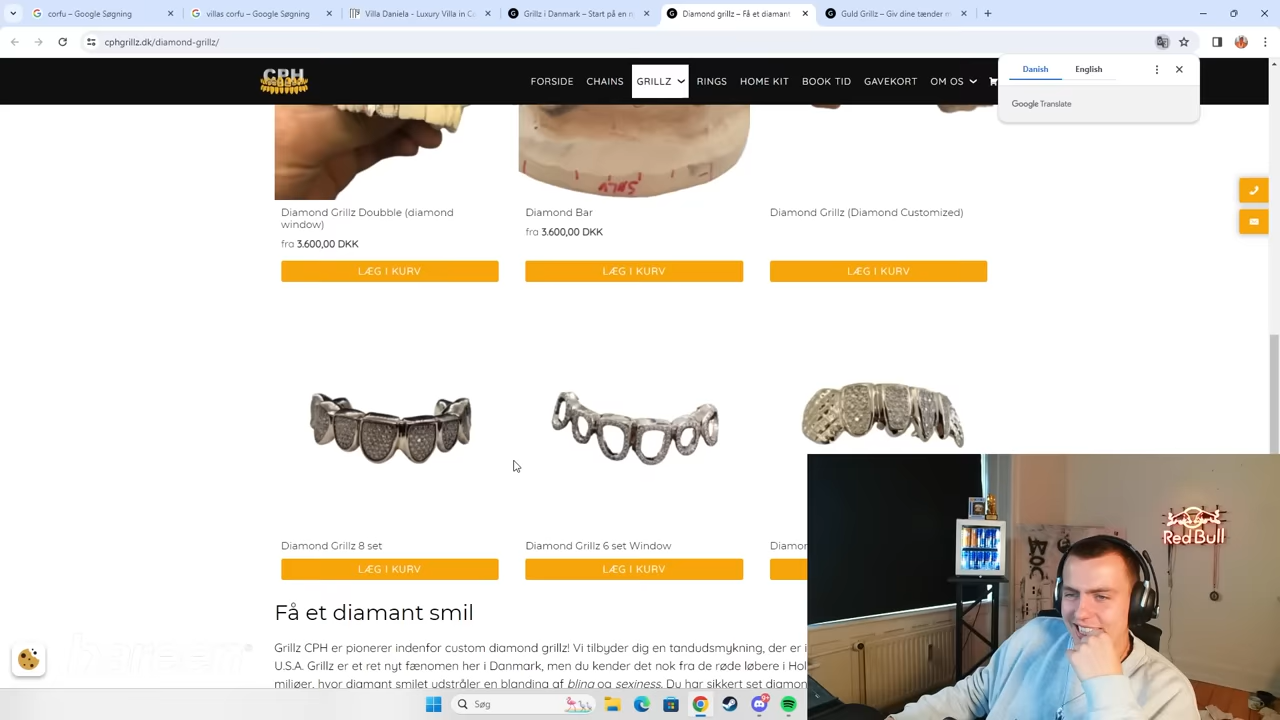 corfu – Google Søgning
villas corfu – Google Søgning
Villa Daniela - Luxury Villa in C
Grillz i Danmark – Start på en n
Diamond grillz – Få et diamant
Guld Grillz – Giv dine tænder m
cphgrillz.dk/diamond-grillz/
Danish English
Google Translate
CPH
FORSIDE CHAINS GRILLZ RINGS HOME KIT BOOK TID GAVEKORT OM OS
Diamond Grillz Doubble (diamond
window)
fra 3.600,00 DKK
LÆG I KURV
Diamond Bar
fra 3.600,00 DKK
LÆG I KURV
Diamond Grillz (Diamond Customized)
LÆG I KURV
Diamond Grillz 8 set
LÆG I KURV
Diamond Grillz 6 set Window
LÆG I KURV
Diamon
Få et diamant smil
Grillz CPH er pionerer indenfor custom diamond grillz! Vi tilbyder dig en tandudsmykning, der er i
U.S.A. Grillz er et ret nyt fænomen her i Danmark, men du kender det nok fra de røde løbere i Hol
miljøer, hvor diamant smilet udstråler en blanding af bling og sexiness. Du har sikkert set diamon
Red Bull
Søg